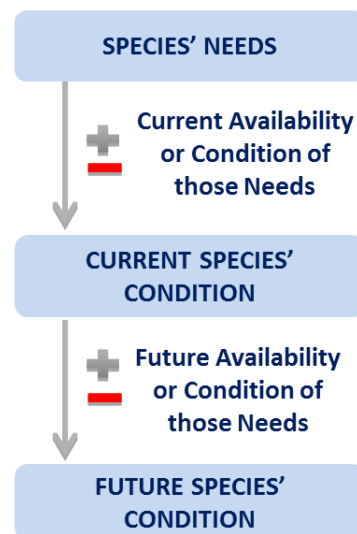 SPECIES’ NEEDS
Current Availability
or Condition of
those Needs
CURRENT SPECIES’
CONDITION
Future Availability
or Condition of
those Needs
FUTURE SPECIES’
CONDITION